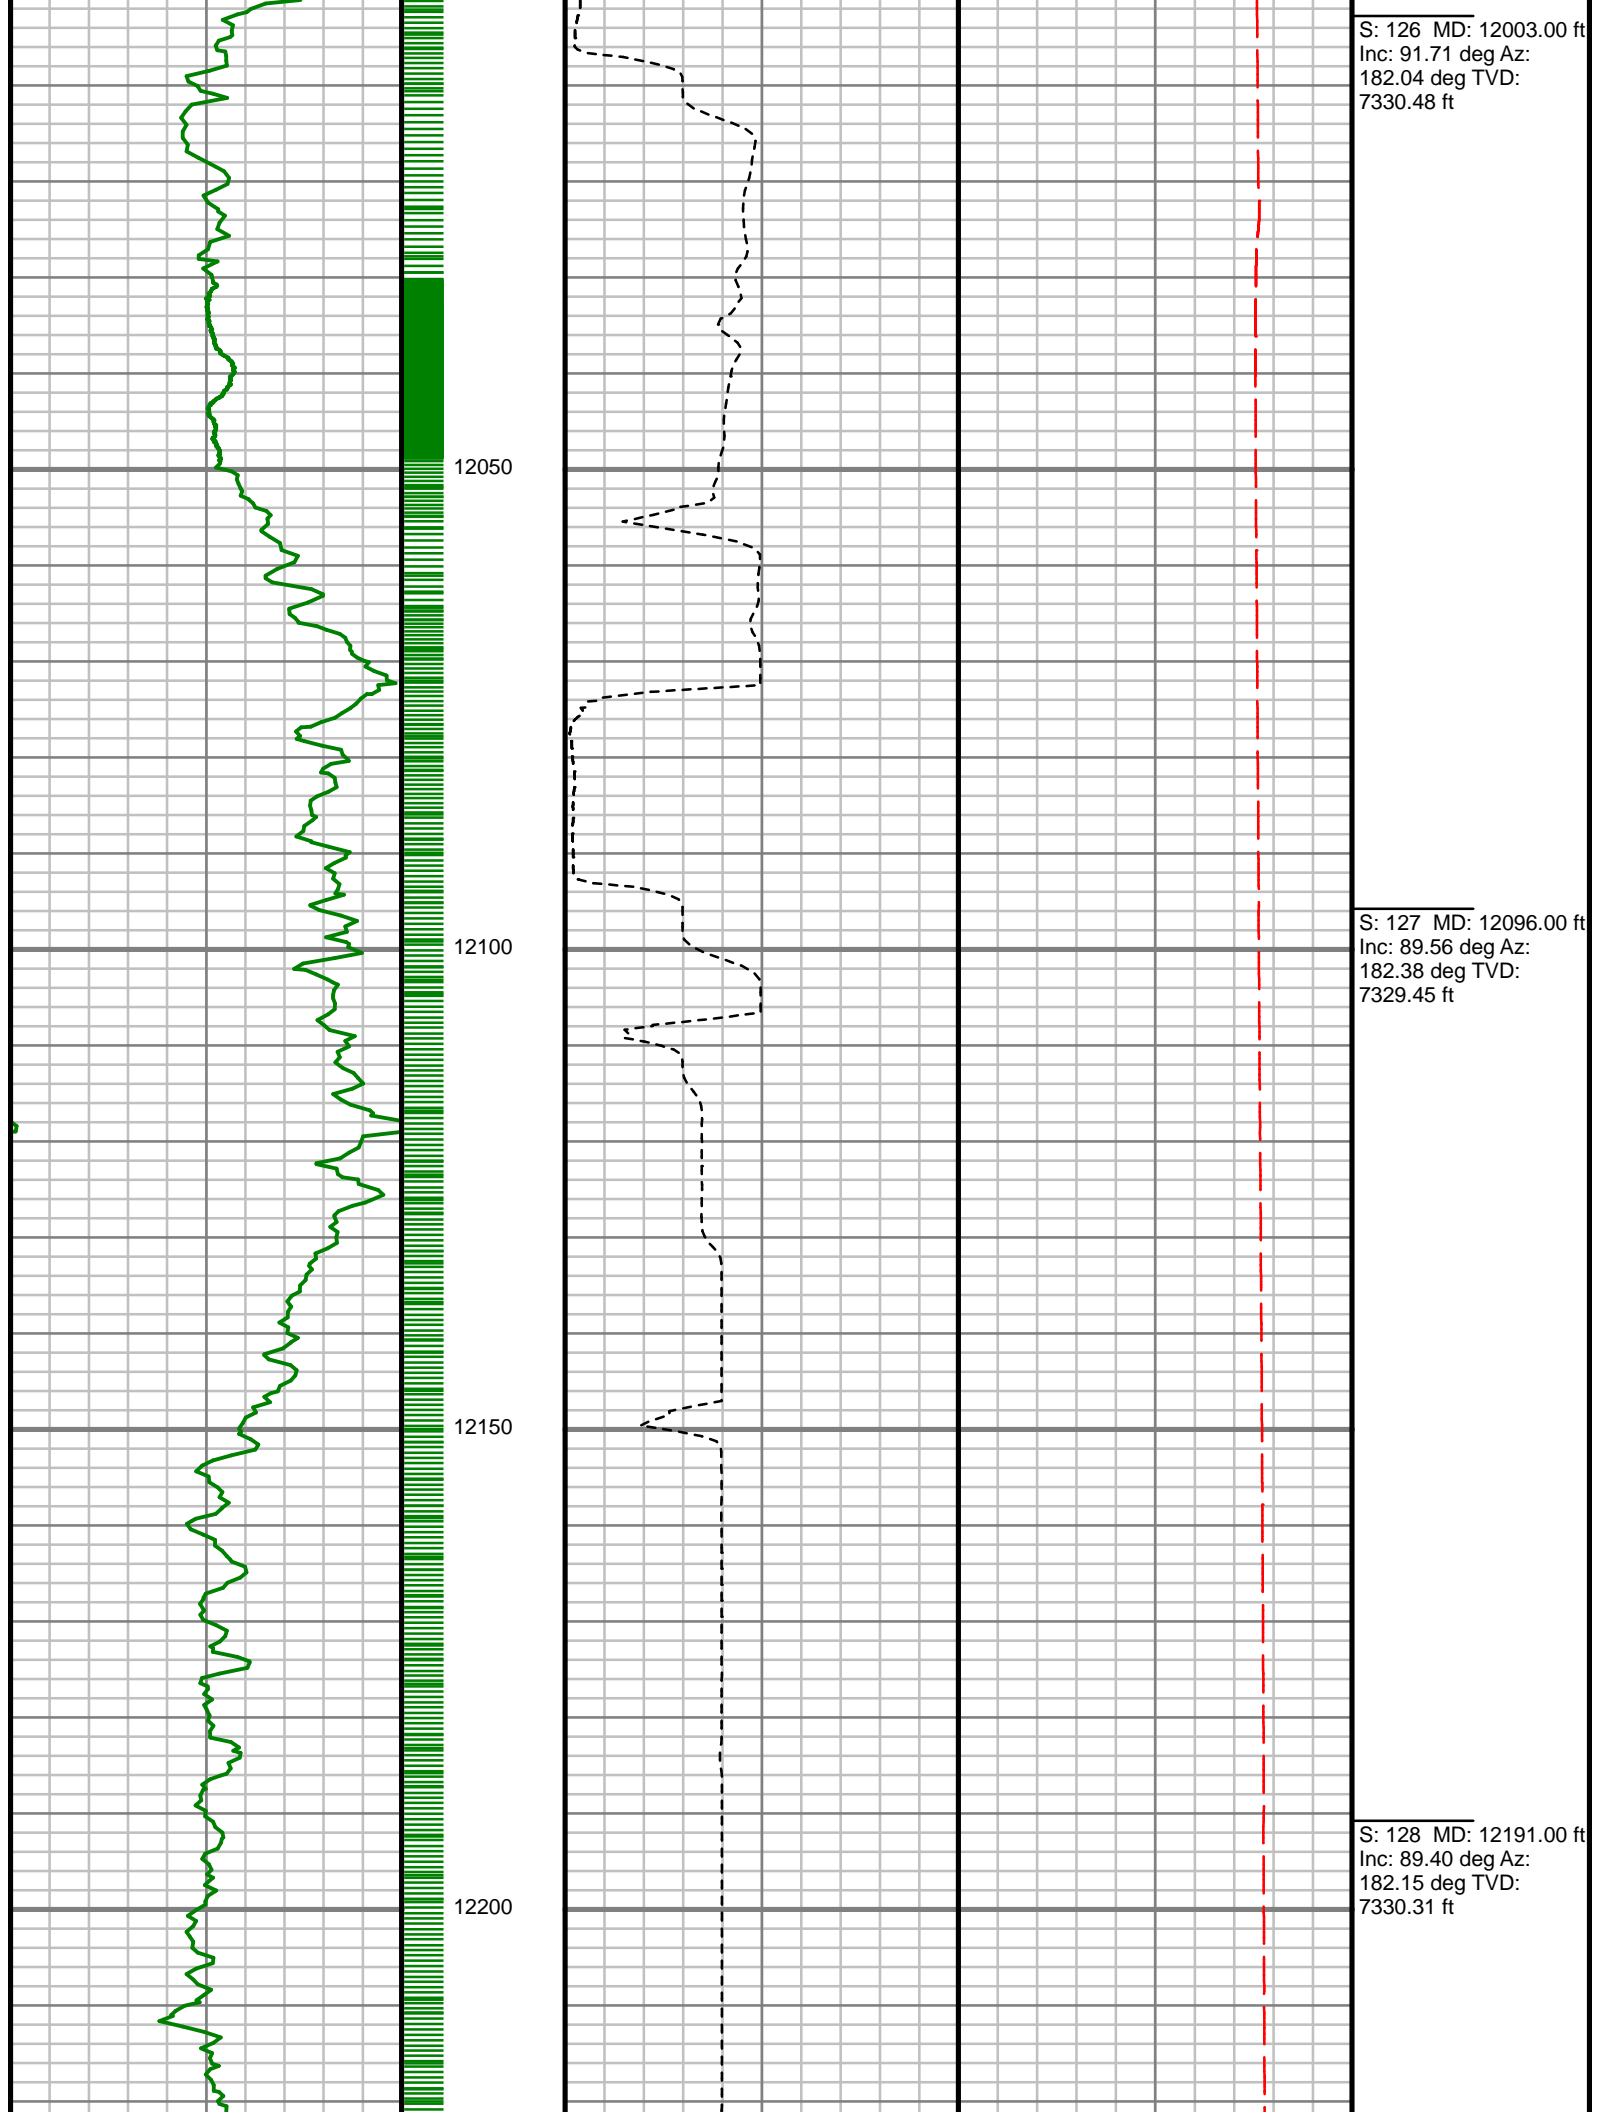 S: 126 MD: 12003.00 ft
Inc: 91.71 deg Az:
182.04 deg TVD:
7330.48 ft
12050
S: 127 MD: 12096.00 ft
Inc: 89.56 deg Az:
182.38 deg TVD:
7329.45 ft
12100
12150
S: 128 MD: 12191.00 ft
Inc: 89.40 deg Az:
182.15 deg TVD:
7330.31 ft
12200